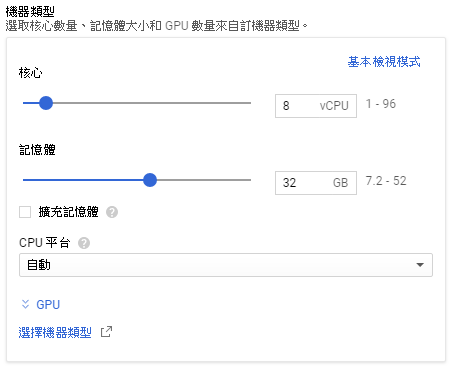 機器類型
選取核心數量、記憶體大小和 GPU 數量來自訂機器類型。
基本檢視模式
核心
8 vCPU 1 - 96
記憶體
32 GB 7.2 - 52
擴充記憶體 ?
CPU 平台 ?
自動
GPU
選擇機器類型